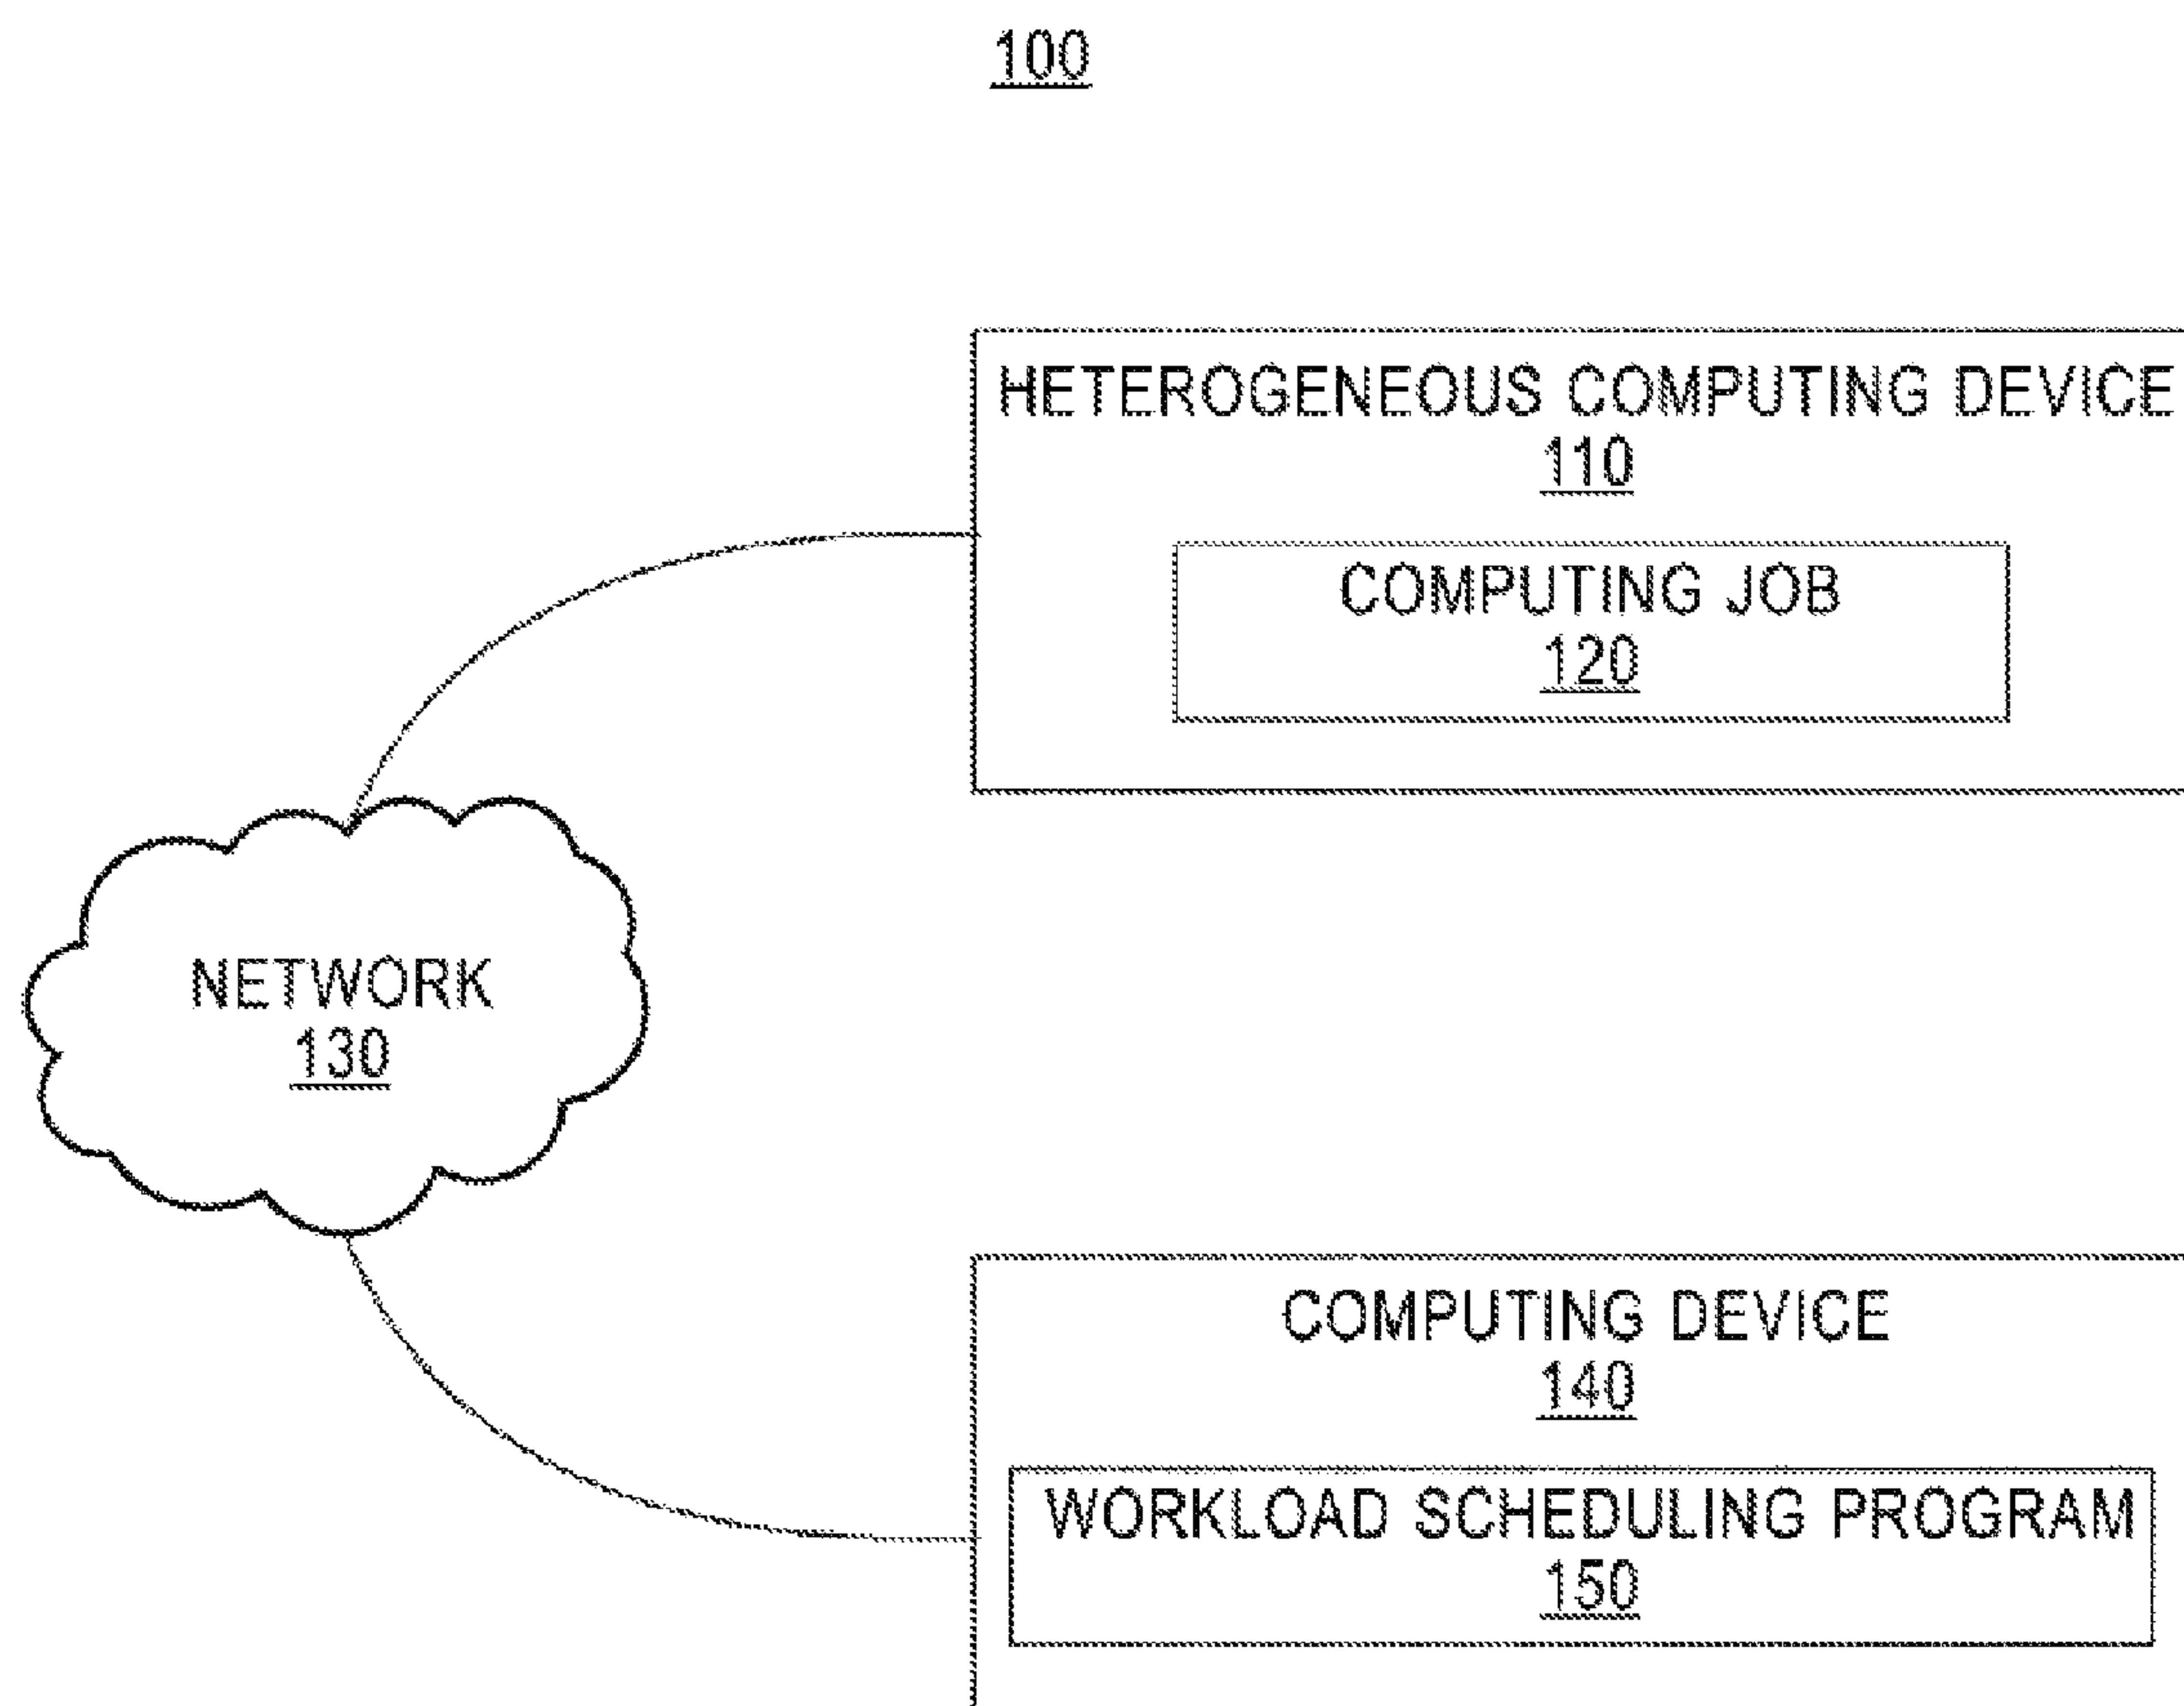 100
HETEROGENEOUS COMPUTING DEVICE
110
COMPUTING JOB
120
NETWORK
130
COMPUTING DEVICE
140
WORKLOAD SCHEDULING PROGRAM
150